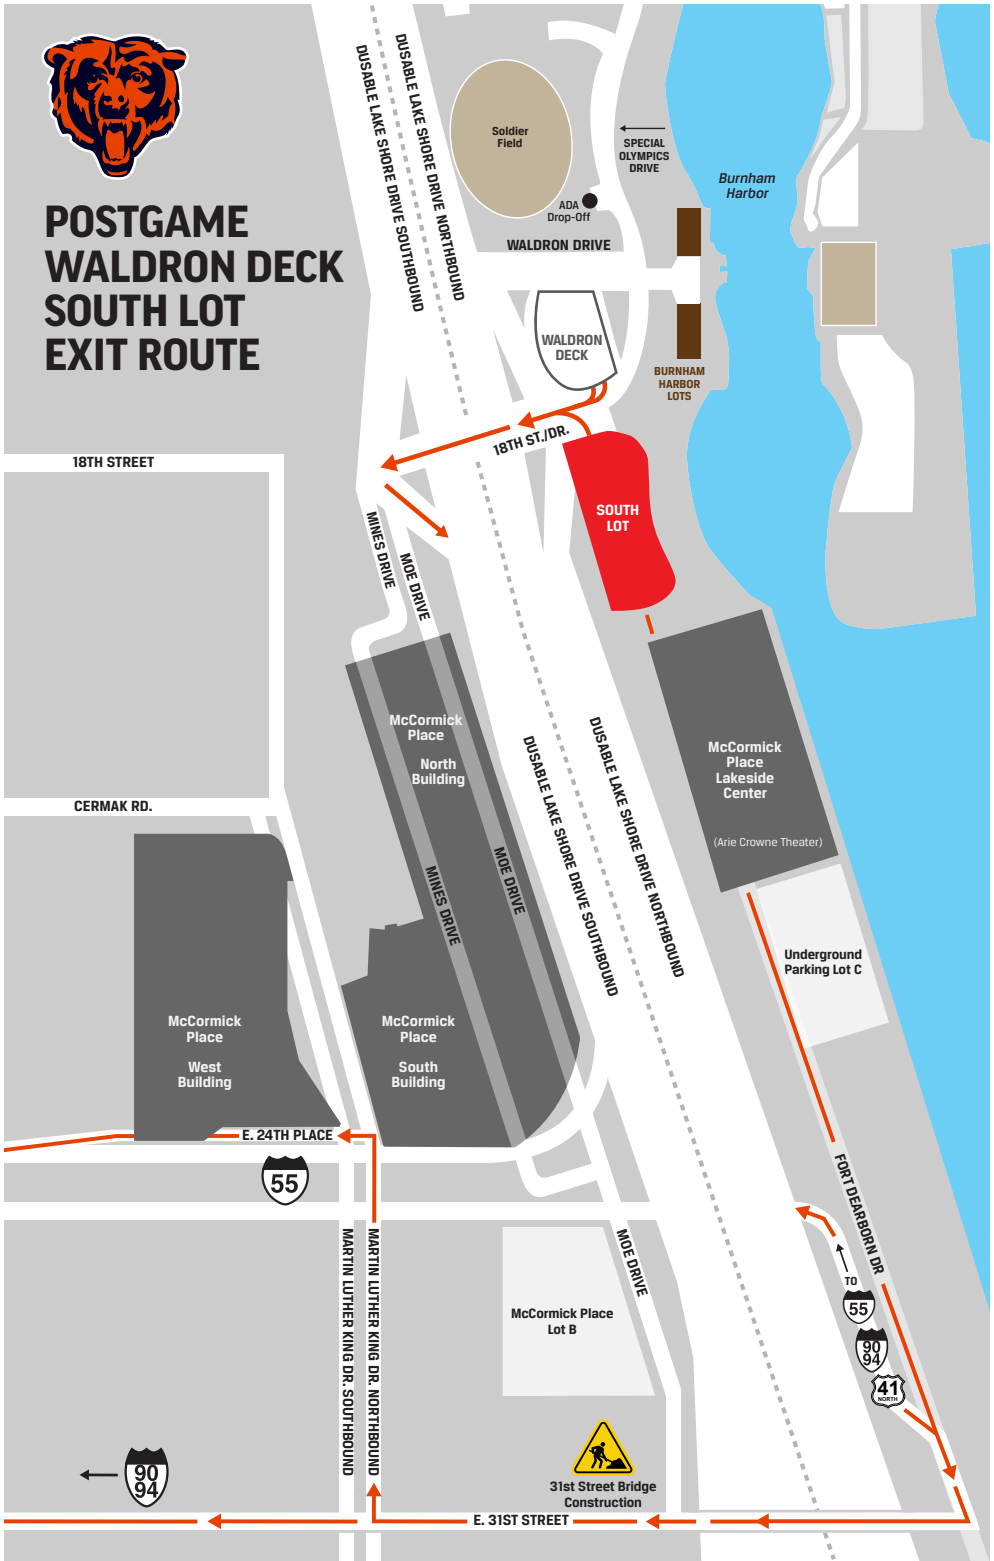 POSTGAME
WALDRON DECK
SOUTH LOT
EXIT ROUTE
DUSABLE LAKE SHORE DRIVE SOUTHBOUND
DUSABLE LAKE SHORE DRIVE NORTHBOUND
Soldier
Field
SPECIAL
OLYMPICS
DRIVE
Burnham
Harbor
ADA
Drop-Off
WALDRON DRIVE
WALDRON
DECK
BURNHAM
HARBOR
LOTS
18TH ST./DR.
18TH STREET
SOUTH
LOT
MINES DRIVE
MOE DRIVE
McCormick
Place
North
Building
McCormick
Place
Lakeside
Center
(Arie Crowne Theater)
DUSABLE LAKE SHORE DRIVE SOUTHBOUND
DUSABLE LAKE SHORE DRIVE NORTHBOUND
CERMAK RD.
MINES DRIVE
MOE DRIVE
Underground
Parking Lot C
McCormick
Place
West
Building
McCormick
Place
South
Building
E. 24TH PLACE
55
FORT DEARBORN DR
MARTIN LUTHER KING DR. SOUTHBOUND
MARTIN LUTHER KING DR. NORTHBOUND
MOE DRIVE
TO
55
90
94
41
NORTH
McCormick Place
Lot B
90
94
31st Street Bridge
Construction
E. 31ST STREET